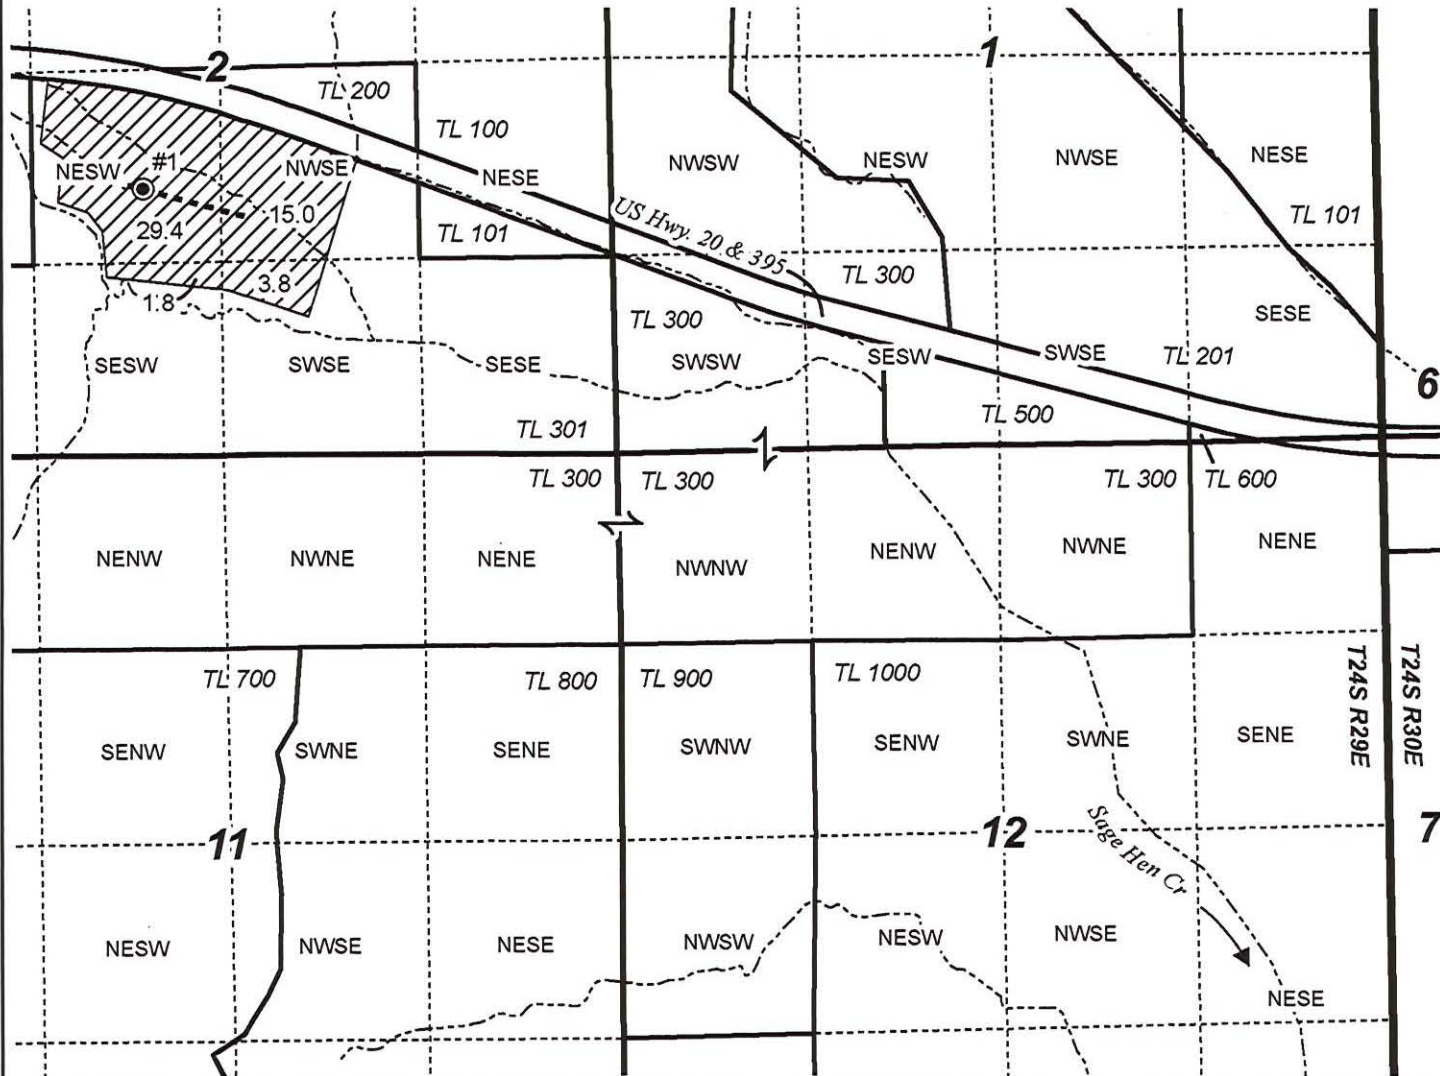 2
1
TL 200
TL 100
NESW
#1
NWSE
NESE
NWSW
NESW
NWSE
NESE
29.4
15.0
TL 101
US Hwy. 20 & 395
TL 101
1.8
3.8
TL 300
TL 300
SESE
SESW
SWSE
SESE
SWSW
SESW
SWSE
TL 201
6
TL 301
TL 500
TL 300
TL 300
TL 300
TL 600
NENW
NWNE
NENE
NWNW
NENW
NWNE
NENE
TL 700
TL 800
TL 900
TL 1000
T24S R29E
T24S R30E
SENW
SWNE
SENE
SWNW
SENW
SWNE
SENE
11
12
7
Sage Hen Cr
NESW
NWSE
NESE
NWSW
NESW
NWSE
NESE